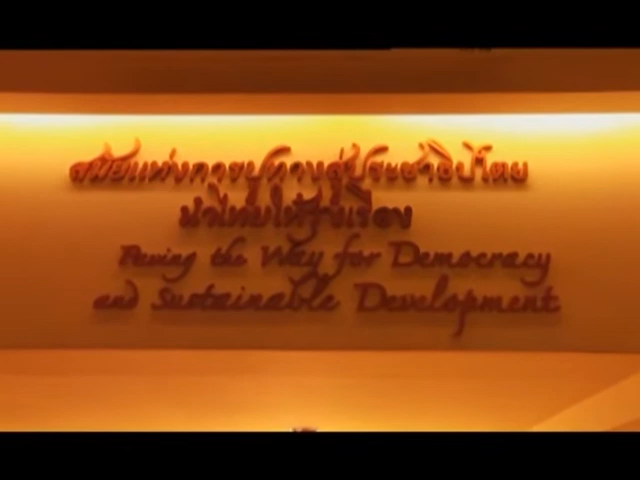 สมัยแห่งการปูทางสู่ประชาธิปไตย
นำไทยให้รุ่งเรือง
Paving the Way for Democracy
and Sustainable Development